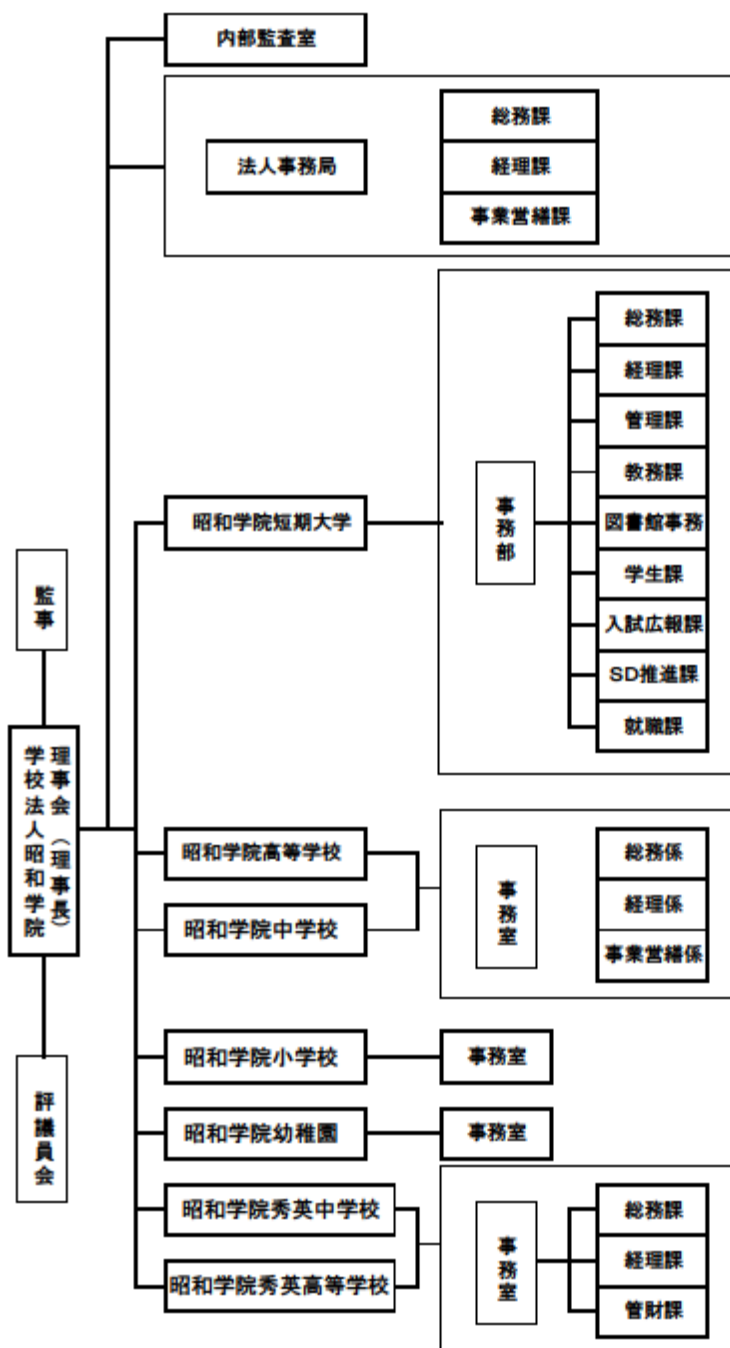 内部監査室
法人事務局
総務課
経理課
事業営繕課
昭和学院短期大学
事務部
総務課
経理課
管理課
教務課
図書館事務
学生課
入試広報課
SD推進課
就職課
監事
理事会（理事長）
学校法人昭和学院
評議員会
昭和学院高等学校
昭和学院中学校
事務室
総務係
経理係
事業営繕係
昭和学院小学校
事務室
昭和学院幼稚園
事務室
昭和学院秀英中学校
昭和学院秀英高等学校
事務室
総務課
経理課
管財課